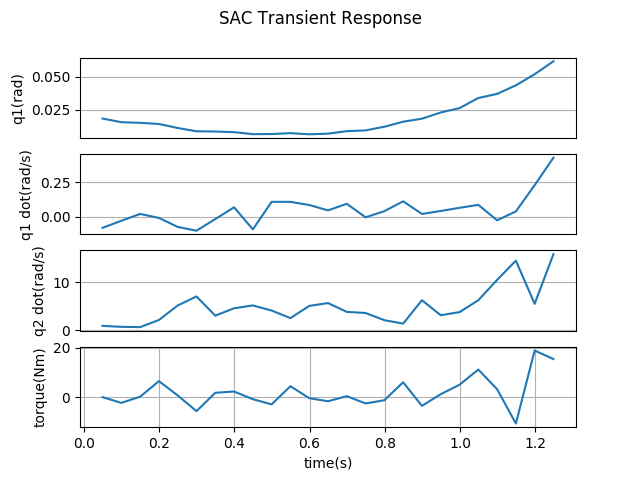 SAC Transient Response
0.050
0.025
q1(rad)
0.25
0.00
q1 dot(rad/s)
10
0
q2 dot(rad/s)
20
0
torque(Nm)
0.0 0.2 0.4 0.6 0.8 1.0 1.2
time(s)